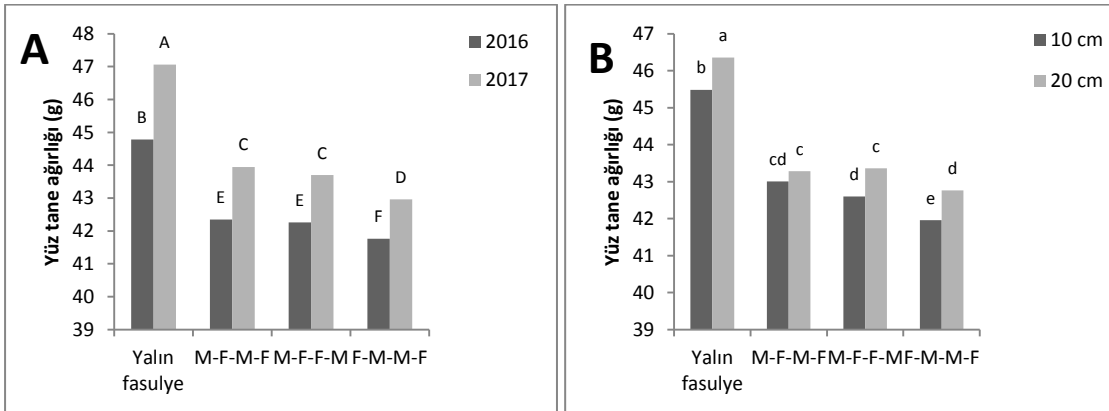 A
Yüz tane ağırlığı (g)
48
47
46
45
44
43
42
41
40
39
A
B
C
E
C
E
D
F
2016
2017
Yalın
fasulye
M-F-M-F
M-F-F-M
F-M-M-F
B
Yüz tane ağırlığı (g)
47
46
45
44
43
42
41
40
39
a
b
cd
c
d
c
e
d
10 cm
20 cm
Yalın
fasulye
M-F-M-F
M-F-F-M
F-M-M-F